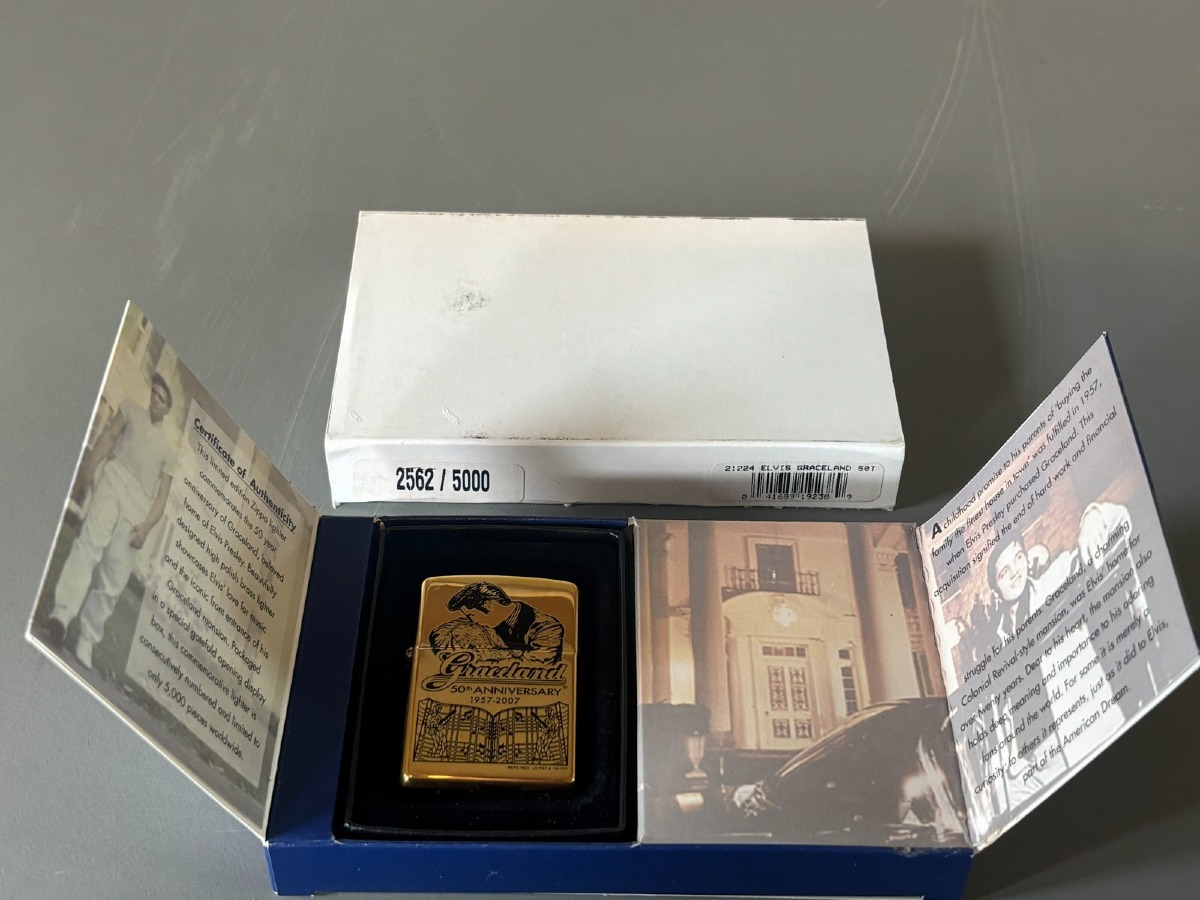 2562 / 5000
21224 ELVIS GRACELAND 50T
0 41689 19238 9
Certificate of Authenticity
This limited edition Zippo lighter
commemorates the 50 year
anniversary of Graceland, beloved
home of Elvis Presley. Beautifully
designed high polish brass lighter
showcases Elvis' love for music
and the iconic front entrance of his
Graceland mansion. Packaged
in a special gatefold opening display
box, this commemorative lighter is
consecutively numbered and limited to
only 5,000 pieces worldwide.
Graceland
50th ANNIVERSARY
1957-2007
A childhood promise to his parents of "buying the
family the finest house in town" was fulfilled in 1957,
when Elvis Presley purchased Graceland. This
acquisition signified the end of hard work and financial
struggle for his parents. Graceland, a charming
Colonial Revival-style mansion, was Elvis' home for
over twenty years. Dear to his heart, the mansion also
holds deep meaning and importance to his adoring
fans around the world. For some it is merely a
curiosity, to others it represents, just as it did to Elvis,
part of the American Dream.